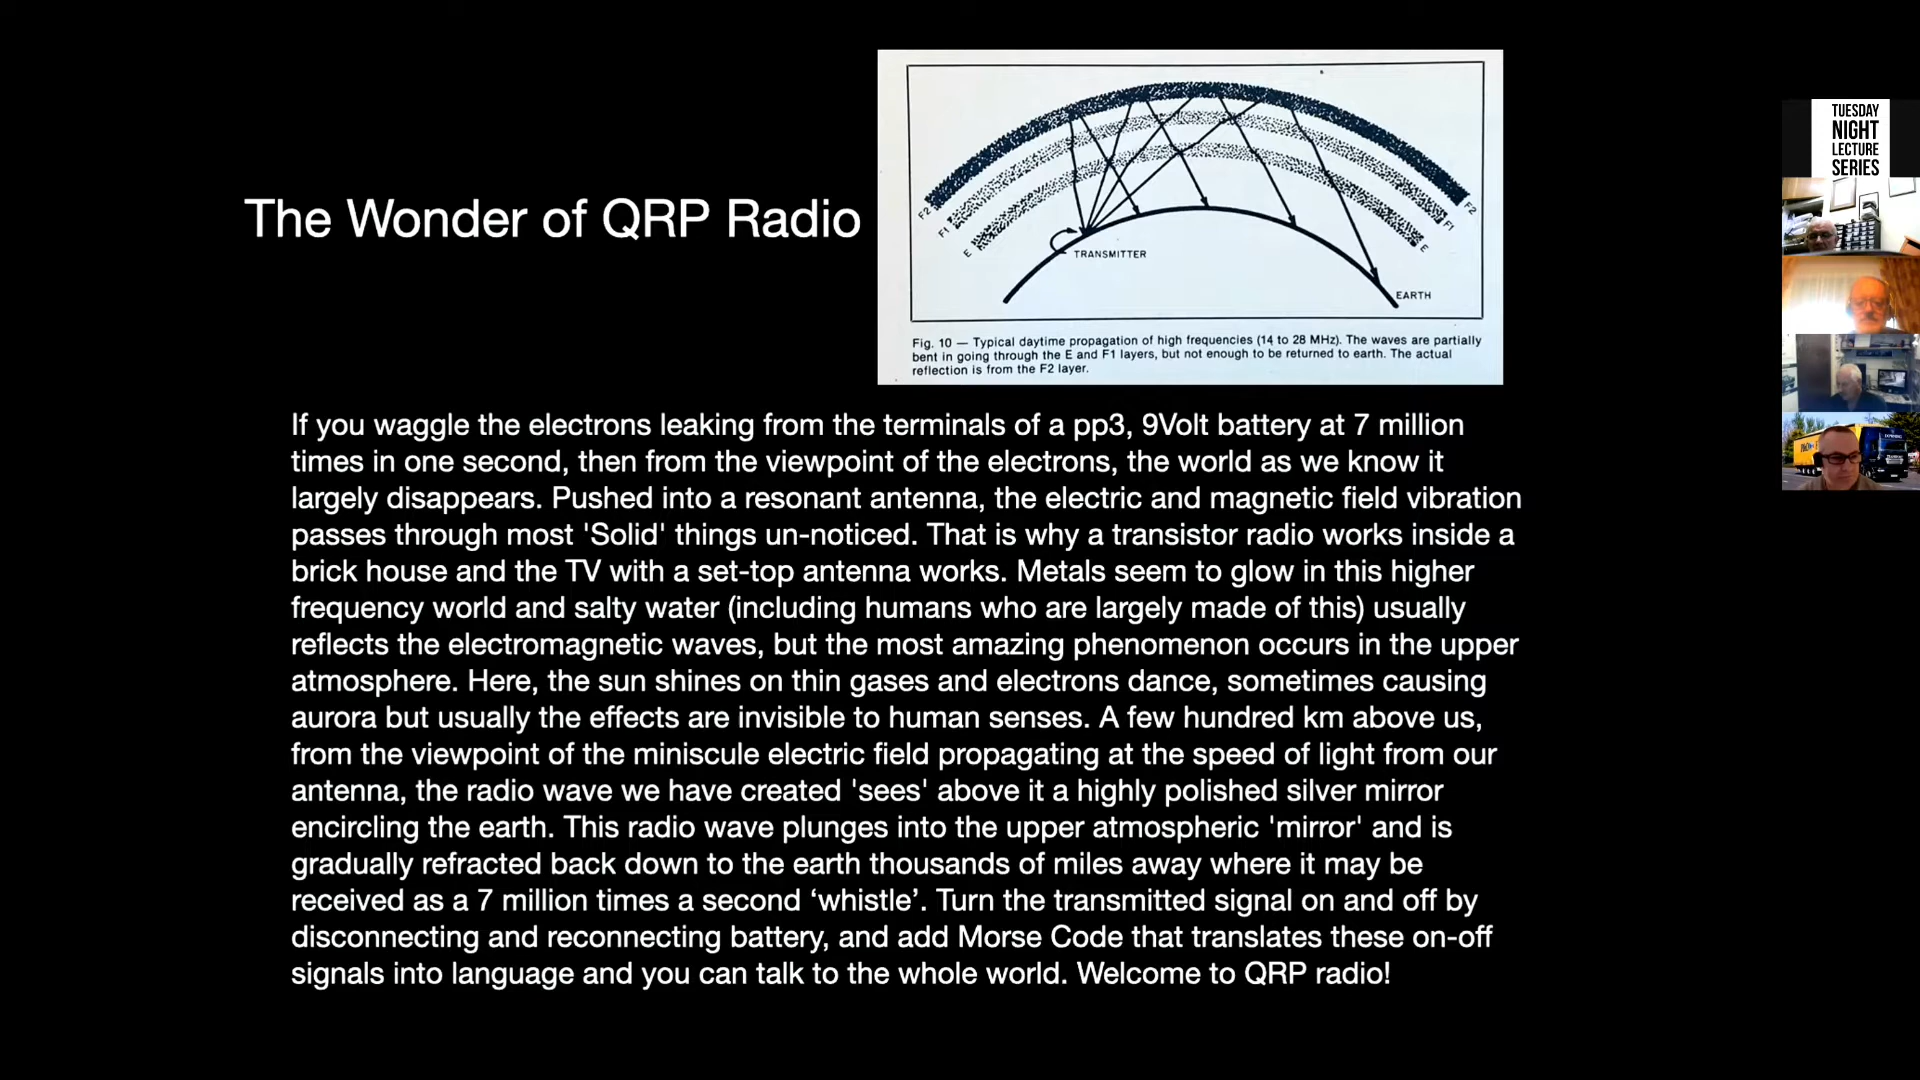 The Wonder of QRP Radio
F2
F1
E
TRANSMITTER
EARTH
E
F1
F2
Fig. 10 — Typical daytime propagation of high frequencies (14 to 28 MHz). The waves are partially
bent in going through the E and F1 layers, but not enough to be returned to earth. The actual
reflection is from the F2 layer.
If you waggle the electrons leaking from the terminals of a pp3, 9Volt battery at 7 million
times in one second, then from the viewpoint of the electrons, the world as we know it
largely disappears. Pushed into a resonant antenna, the electric and magnetic field vibration
passes through most 'Solid' things un-noticed. That is why a transistor radio works inside a
brick house and the TV with a set-top antenna works. Metals seem to glow in this higher
frequency world and salty water (including humans who are largely made of this) usually
reflects the electromagnetic waves, but the most amazing phenomenon occurs in the upper
atmosphere. Here, the sun shines on thin gases and electrons dance, sometimes causing
aurora but usually the effects are invisible to human senses. A few hundred km above us,
from the viewpoint of the miniscule electric field propagating at the speed of light from our
antenna, the radio wave we have created 'sees' above it a highly polished silver mirror
encircling the earth. This radio wave plunges into the upper atmospheric 'mirror' and is
gradually refracted back down to the earth thousands of miles away where it may be
received as a 7 million times a second ‘whistle’. Turn the transmitted signal on and off by
disconnecting and reconnecting battery, and add Morse Code that translates these on-off
signals into language and you can talk to the whole world. Welcome to QRP radio!
TUESDAY
NIGHT
LECTURE
SERIES